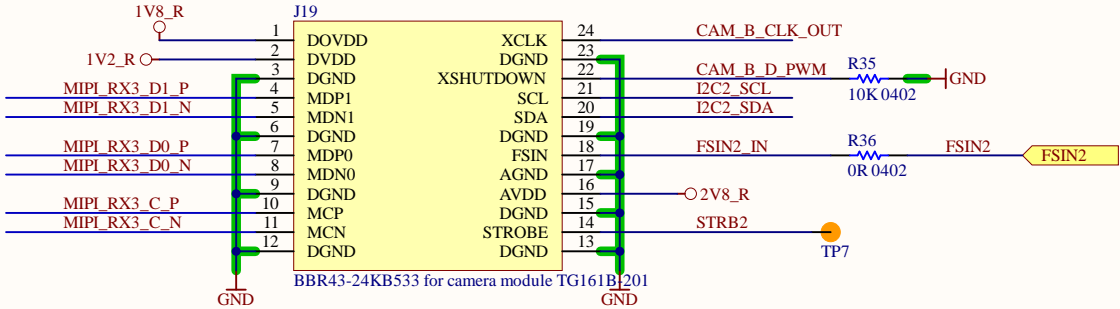 1V8_R
J19
1 DOVDD XCLK 24 CAM_B_CLK_OUT
1V2_R 2 DVDD DGND 23
3 DGND XSHUTDOWN 22 CAM_B_D_PWM R35 GND
MIPI_RX3_D1_P 4 MDP1 SCL 21 I2C2_SCL 10K 0402
MIPI_RX3_D1_N 5 MDN1 SDA 20 I2C2_SDA
6 DGND DGND 19
MIPI_RX3_D0_P 7 MDP0 FSIN 18 FSIN2_IN R36 FSIN2 FSIN2
MIPI_RX3_D0_N 8 MDN0 AGND 17 0R 0402
9 DGND AVDD 16 2V8_R
MIPI_RX3_C_P 10 MCP DGND 15
MIPI_RX3_C_N 11 MCN STROBE 14 STRB2
12 DGND DGND 13 TP7
BBR43-24KB533 for camera module TG161B-201
GND GND